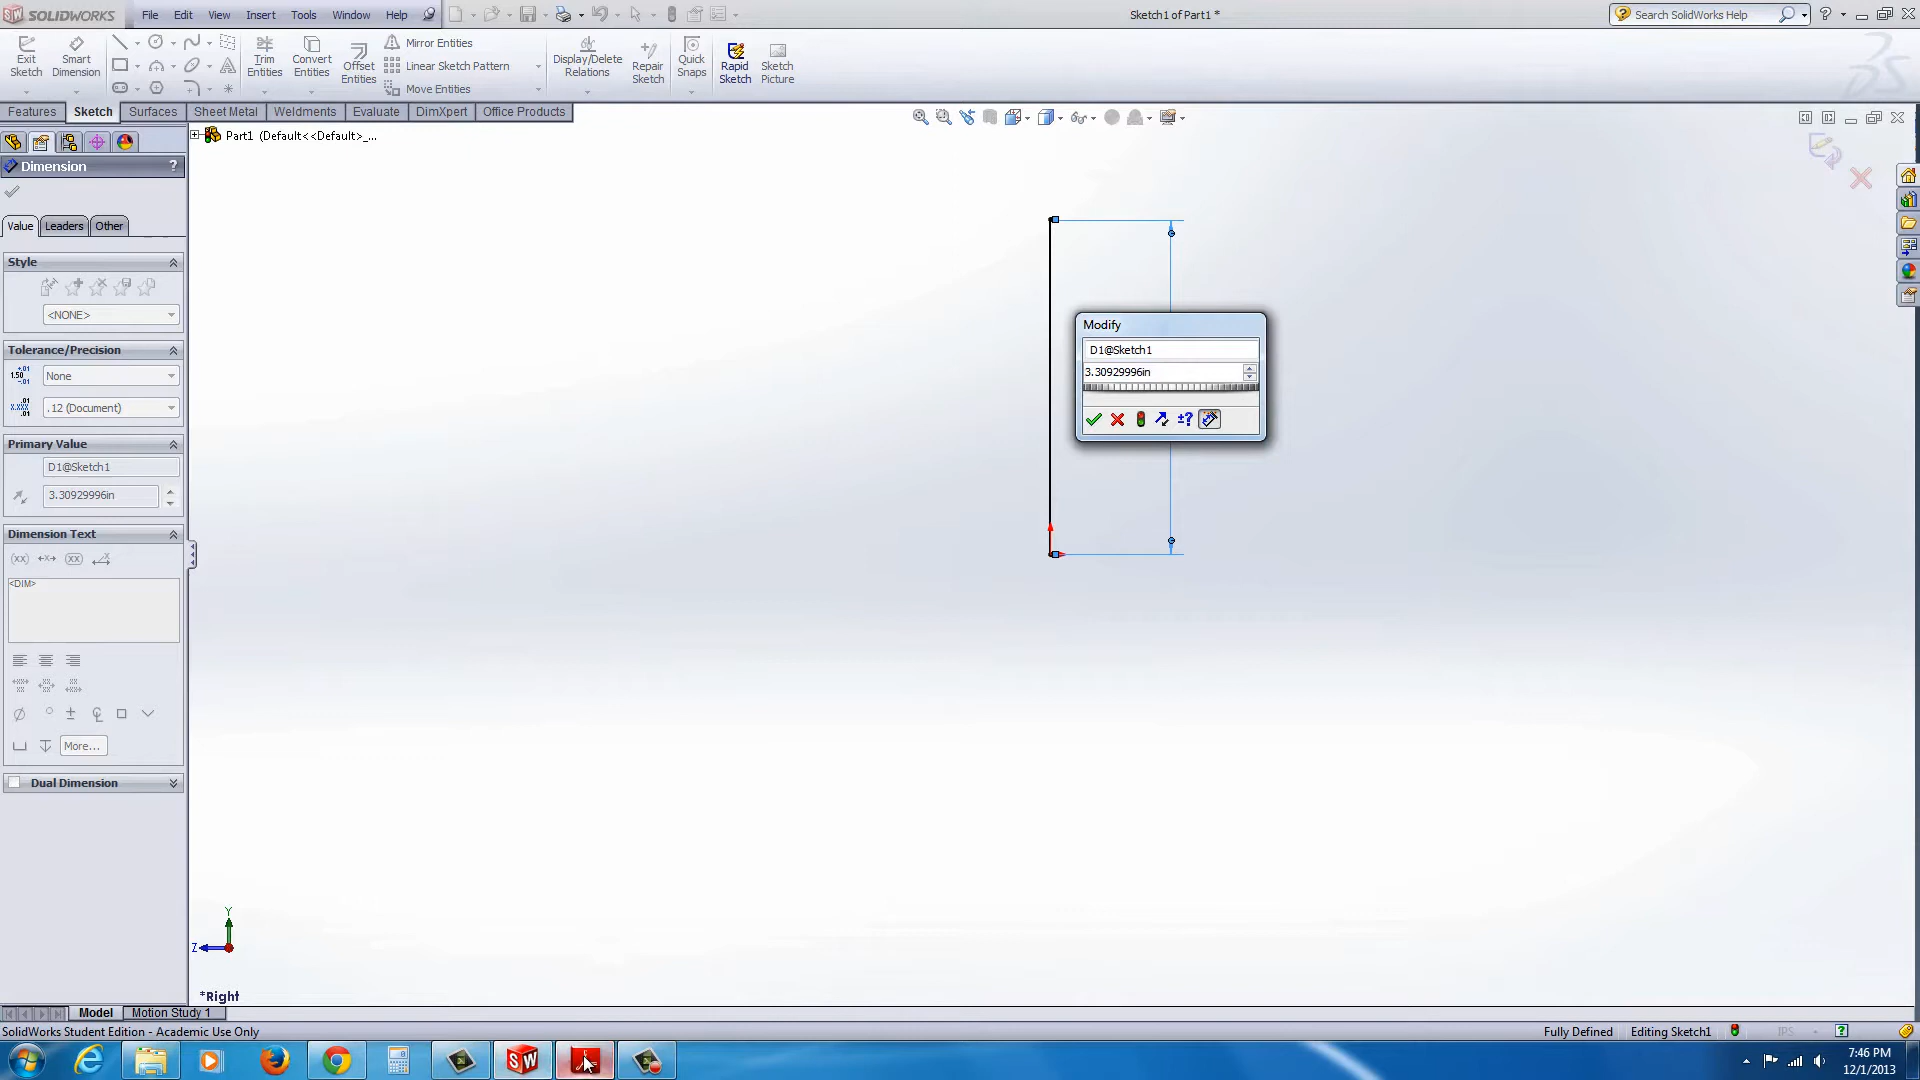 SOLIDWORKS File Edit View Insert Tools Window Help Sketch1 of Part1 * Search SolidWorks Help
Exit Sketch
Smart Dimension
Trim Entities
Convert Entities
Offset Entities
Mirror Entities
Linear Sketch Pattern
Move Entities
Display/Delete Relations
Repair Sketch
Quick Snaps
Rapid Sketch
Sketch Picture
Features Sketch Surfaces Sheet Metal Weldments Evaluate DimXpert Office Products
Part1 (Default<<Default>_...
Dimension ?
Value Leaders Other
Style
<NONE>
Tolerance/Precision
None
.12 (Document)
Primary Value
D1@Sketch1
3.30929996in
Dimension Text
<DIM>
More...
Dual Dimension
Modify
D1@Sketch1
3.30929996in
Y
Z
*Right
Model Motion Study 1
SolidWorks Student Edition - Academic Use Only Fully Defined Editing Sketch1 IPS
7:46 PM
12/1/2013